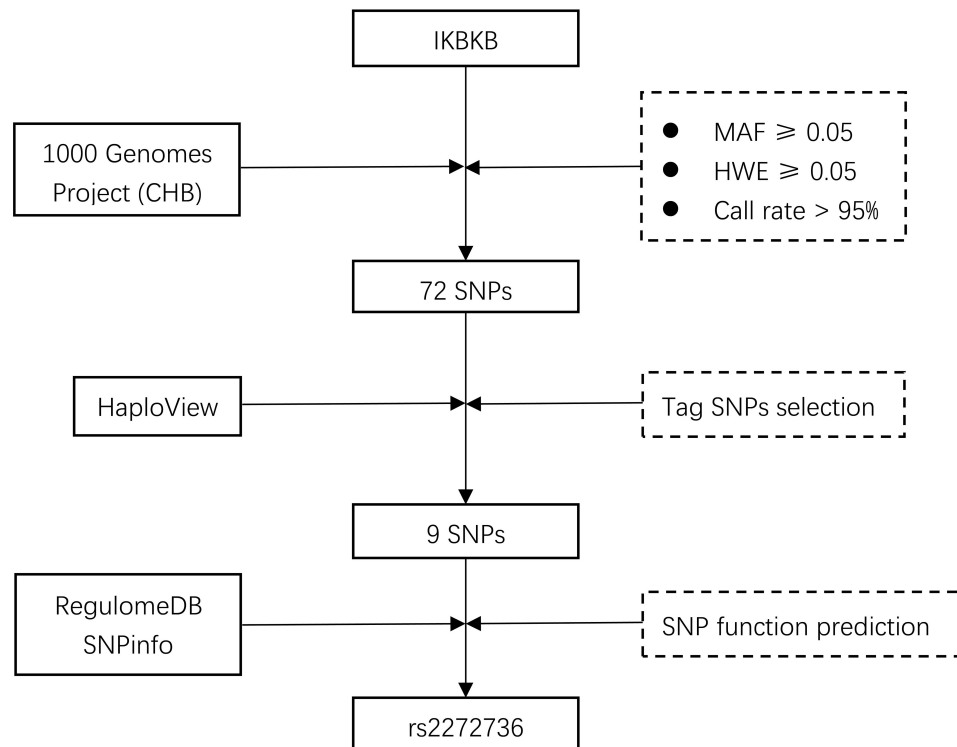 IKBKB
1000 Genomes
Project (CHB)
● MAF ≥ 0.05
● HWE ≥ 0.05
● Call rate > 95%
72 SNPs
HaploView
Tag SNPs selection
9 SNPs
RegulomeDB
SNPinfo
SNP function prediction
rs2272736